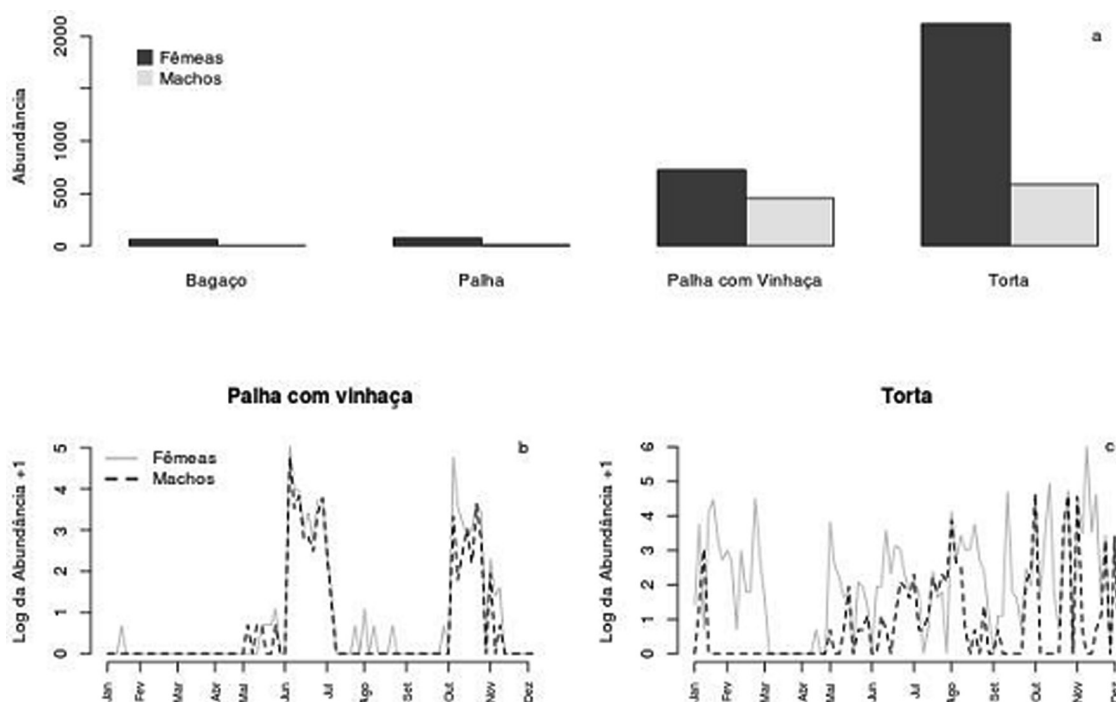 a
Abundância
2000
1000
500
0
Fêmeas
Machos
Bagaço
Palha
Palha com Vinhaça
Torta
Palha com vinhaça
b
Log da Abundância +1
5
4
3
2
1
0
Fêmeas
Machos
Jan
Fev
Mar
Abr
Mai
Jun
Jul
Ago
Set
Out
Nov
Dez
Torta
c
Log da Abundância +1
6
5
4
3
2
1
0
Jan
Fev
Mar
Abr
Mai
Jun
Jul
Ago
Set
Out
Nov
Dez